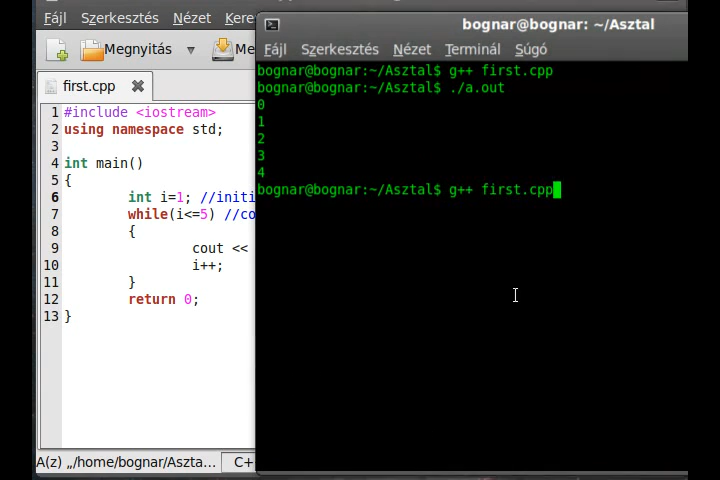 Fájl Szerkesztés Nézet
bognar@bognar: ~/Asztal
Megnyitás
Fájl Szerkesztés Nézet Terminál Súgó
first.cpp
bognar@bognar:~/Asztal$ g++ first.cpp
bognar@bognar:~/Asztal$ ./a.out
0
1
2
3
4
bognar@bognar:~/Asztal$ g++ first.cpp
1 #include <iostream>
2 using namespace std;
3
4 int main()
5 {
6 int i=1; //initi
7 while(i<=5) //co
8 {
9 cout <<
10 i++;
11 }
12 return 0;
13 }
A(z) „/home/bognar/Aszta...
C+